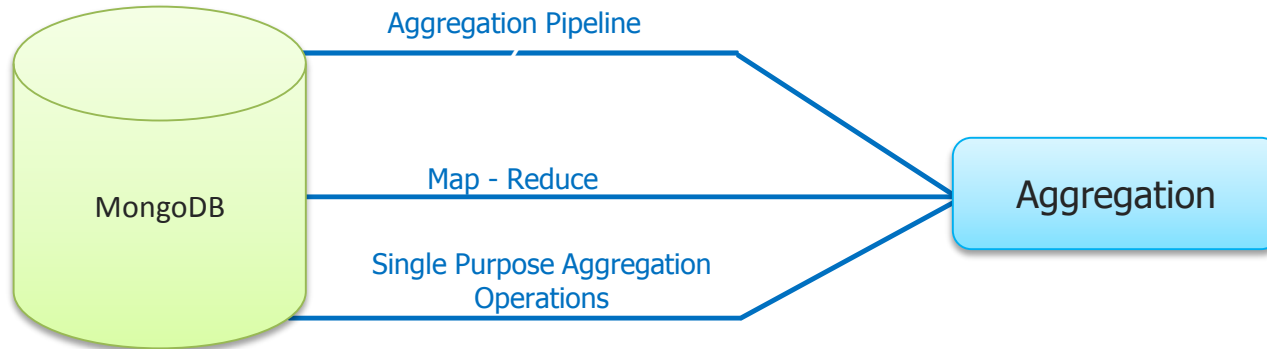 Aggregation Pipeline
Map - Reduce
MongoDB
Aggregation
Single Purpose Aggregation
Operations